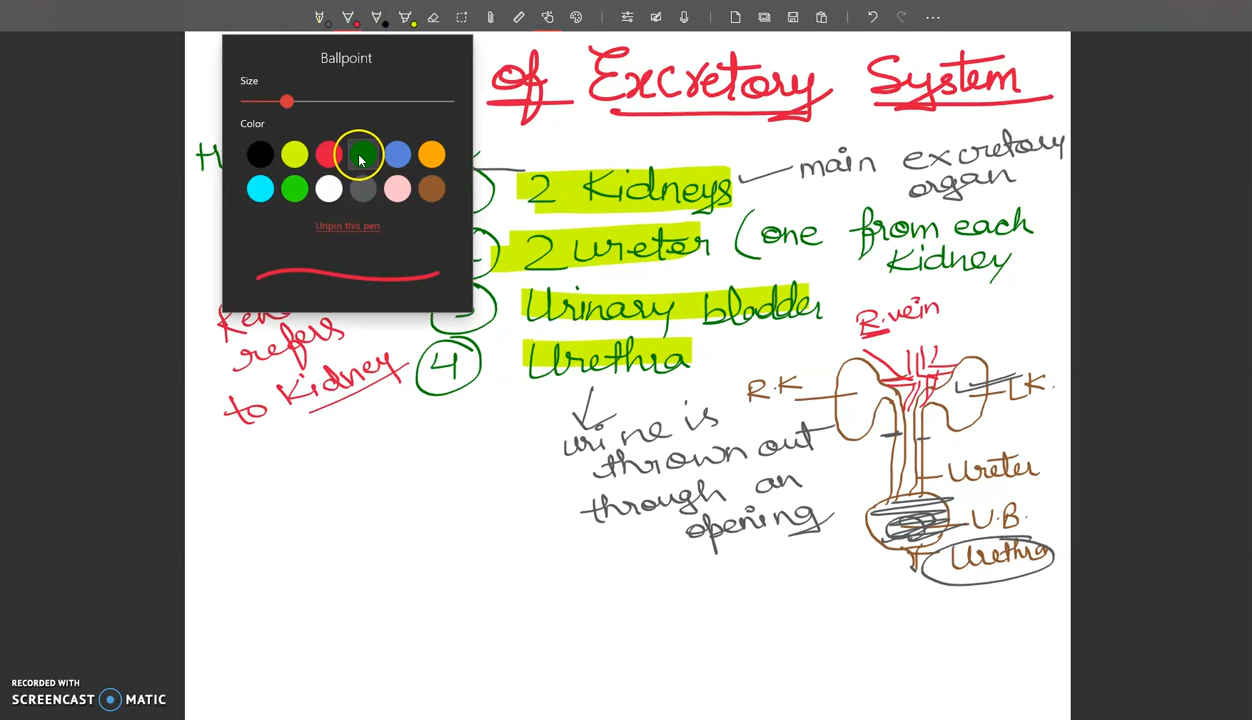 Ballpoint
Size
Color
Unpin this pen
of Excretory System
2 Kidneys
main excretory
organ
2 Ureter (one from each
Kidney
Urinary bladder
4 Urethra
refers
to Kidney
urine is
thrown out
through an
opening
R.vein
R.K
L.K.
Ureter
U.B.
Urethra
RECORDED WITH
SCREENCAST MATIC